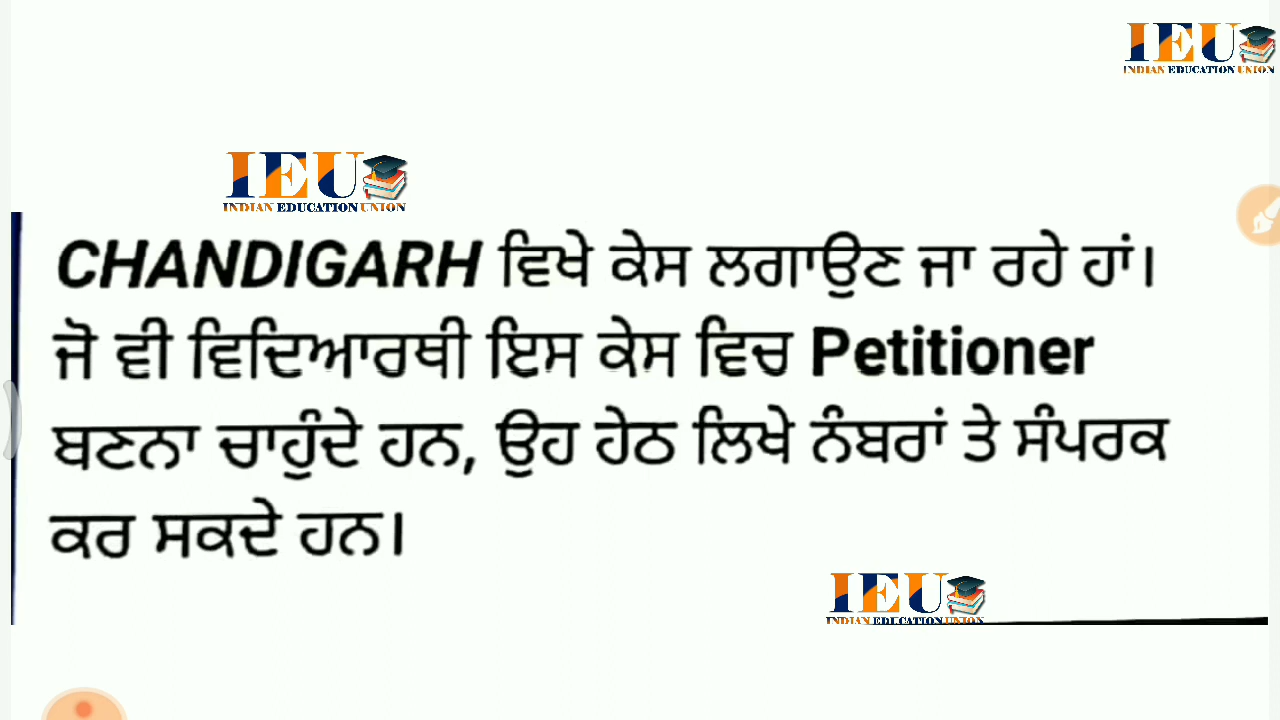 IEU
INDIAN EDUCATION UNION
IEU
INDIAN EDUCATION UNION
CHANDIGARH ਵਿਖੇ ਕੇਸ ਲਗਾਉਣ ਜਾ ਰਹੇ ਹਾਂ।
ਜੋ ਵੀ ਵਿਦਿਆਰਥੀ ਇਸ ਕੇਸ ਵਿਚ Petitioner
ਬਣਨਾ ਚਾਹੁੰਦੇ ਹਨ, ਉਹ ਹੇਠ ਲਿਖੇ ਨੰਬਰਾਂ ਤੇ ਸੰਪਰਕ
ਕਰ ਸਕਦੇ ਹਨ।
IEU
INDIAN EDUCATION UNION